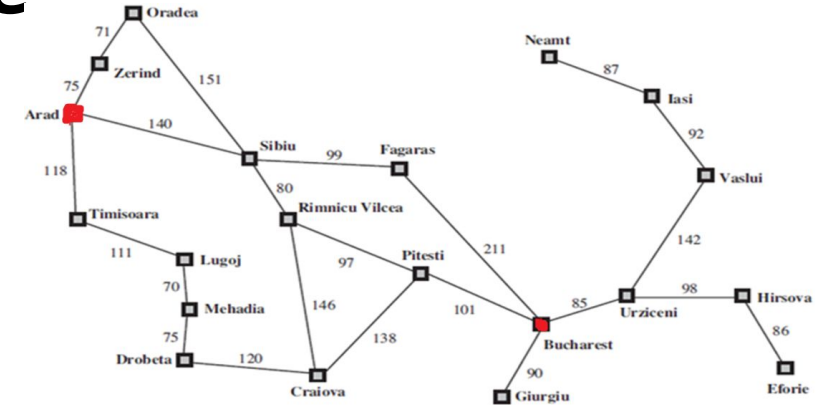 Oradea
71
Neamt
Zerind
87
151
75
Iasi
Arad
140
92
Sibiu
Fagaras
99
118
Vaslui
80
Timisoara
Rimnicu Vilcea
142
211
111
Lugoj
97
Pitesti
70
98
Hirsova
85
146
101
Urziceni
Mehadia
86
138
75
Bucharest
Drobeta
120
90
Eforie
Craiova
Giurgiu